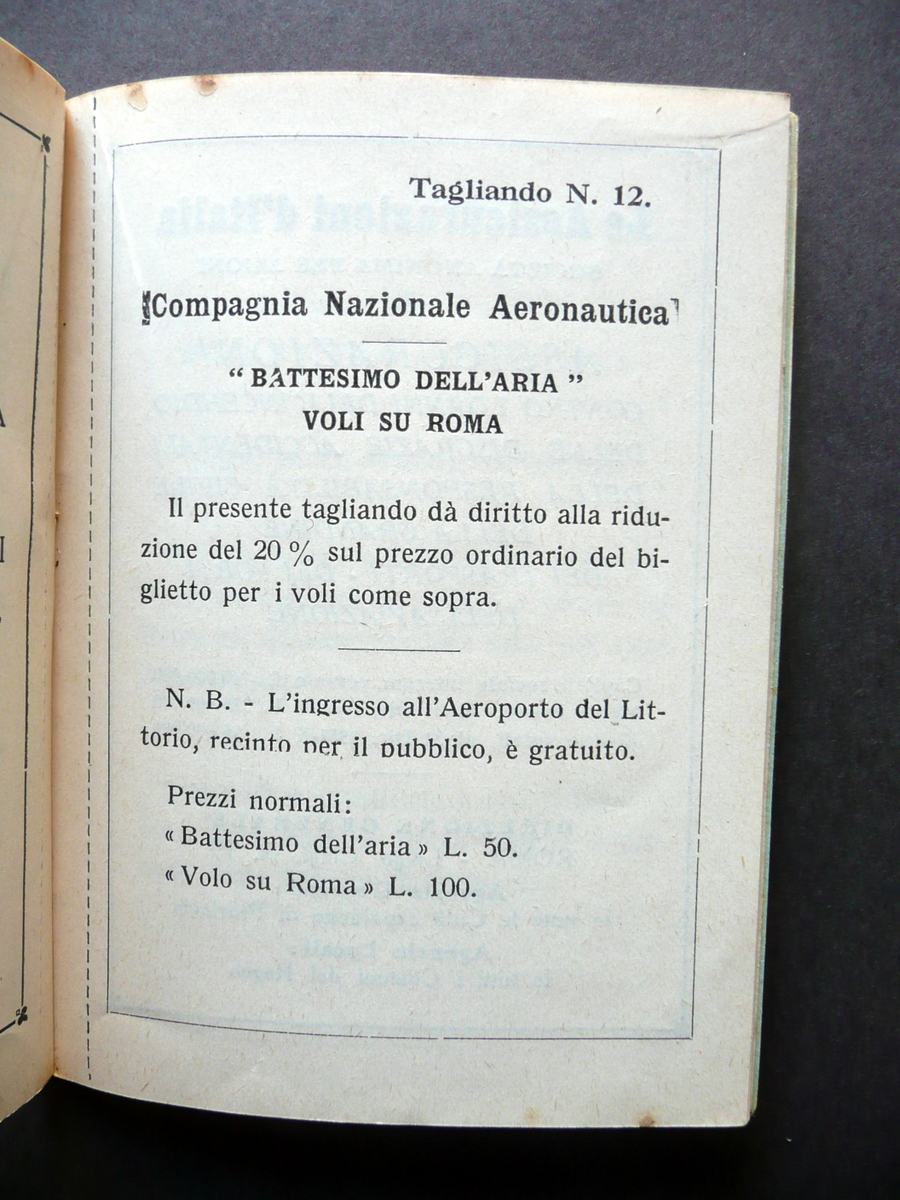 Tagliando N. 12.
Compagnia Nazionale Aeronautica
“ BATTESIMO DELL'ARIA ”
VOLI SU ROMA
Il presente tagliando dà diritto alla ridu-
zione del 20 % sul prezzo ordinario del bi-
glietto per i voli come sopra.
N. B. - L'ingresso all'Aeroporto del Lit-
torio, recinto per il pubblico, è gratuito.
Prezzi normali:
« Battesimo dell'aria » L. 50.
« Volo su Roma » L. 100.